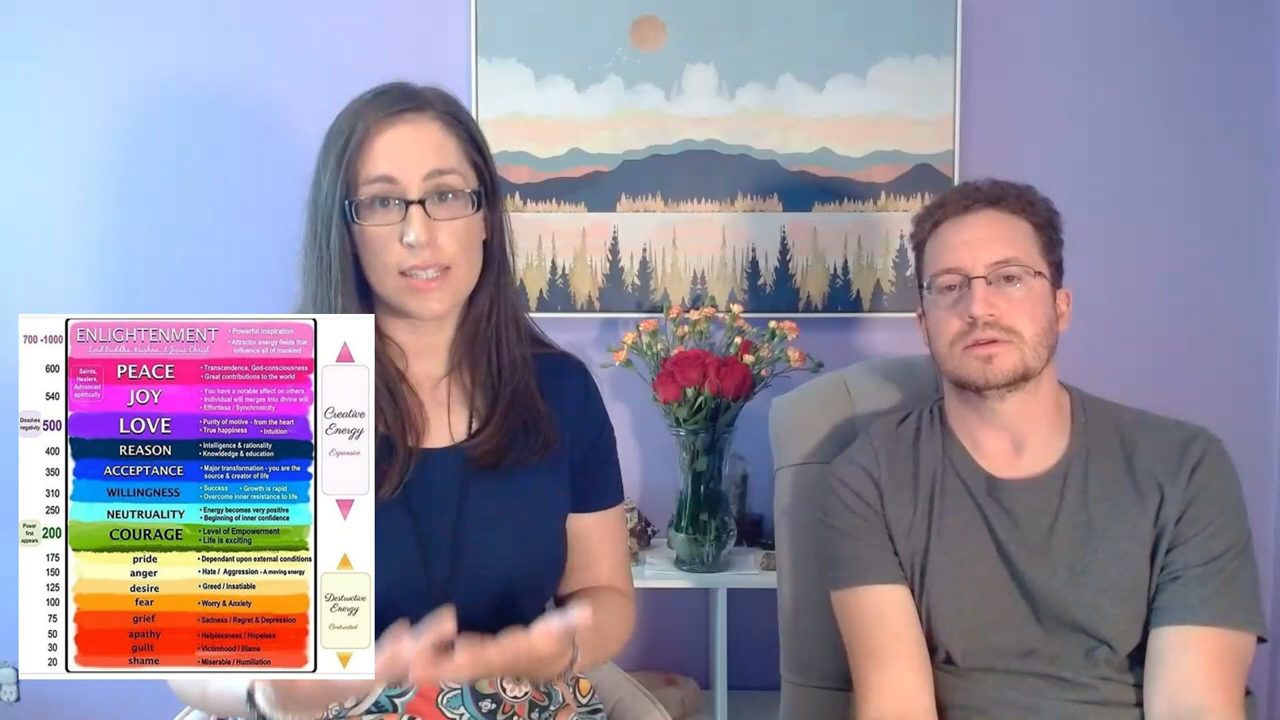 700 -1000 ENLIGHTENMENT • Powerful Inspiration
Lord Buddha, Krishna, & Jesus Christ • Attractor energy fields that
influence all of mankind
600 Saints, PEACE • Transcendence, God-consciousness
Healers, • Great contributions to the world
Advanced
spiritually
540 JOY • You have a notable effect on others
• Individual will merges into divine will
• Effortless / Synchronicity
Dissolves
negativity
500 LOVE • Purity of motive - from the heart
• True happiness • Intuition
400 REASON • Intelligence & rationality
• Knowledge & education
350 ACCEPTANCE • Major transformation - you are the
source & creator of life
310 WILLINGNESS • Success • Growth is rapid
• Overcome inner resistance to life
250 NEUTRUALITY • Energy becomes very positive
• Beginning of inner confidence
Power
first
appears
200 COURAGE • Level of Empowerment
• Life is exciting
175 pride • Dependant upon external conditions
150 anger • Hate / Aggression - A moving energy
125 desire • Greed / Insatiable
100 fear • Worry & Anxiety
75 grief • Sadness / Regret & Depression
50 apathy • Helplessness / Hopeless
30 guilt • Victimhood / Blame
20 shame • Miserable / Humiliation
Creative
Energy
Expansive
Destructive
Energy
Contracted